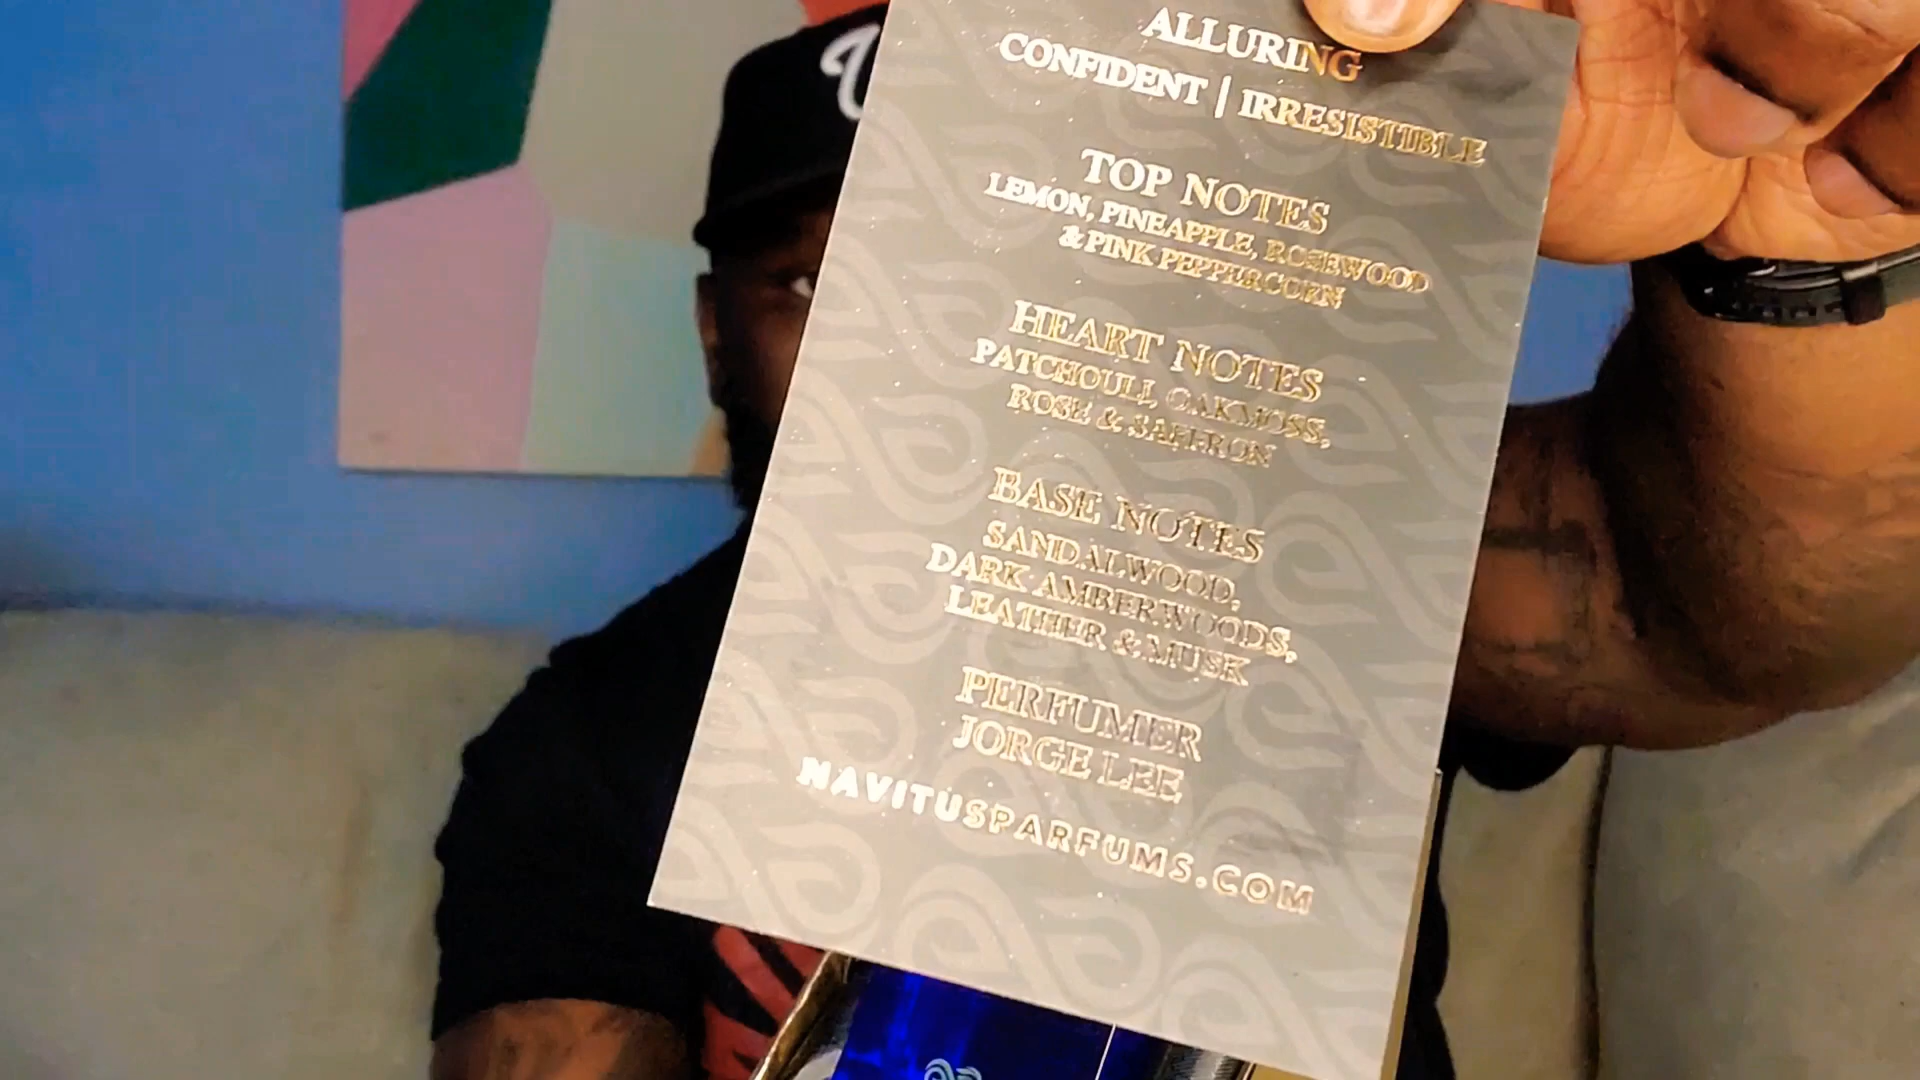 ALLURING
CONFIDENT | IRRESISTIBLE
TOP NOTES
LEMON, PINEAPPLE, ROSEWOOD
& PINK PEPPERCORN
HEART NOTES
PATCHOULI, OAKMOSS,
ROSE & SAFFRON
BASE NOTES
SANDALWOOD,
DARK AMBERWOODS,
LEATHER & MUSK
PERFUMER
JORGE LEE
NAVITUSPARFUMS.COM